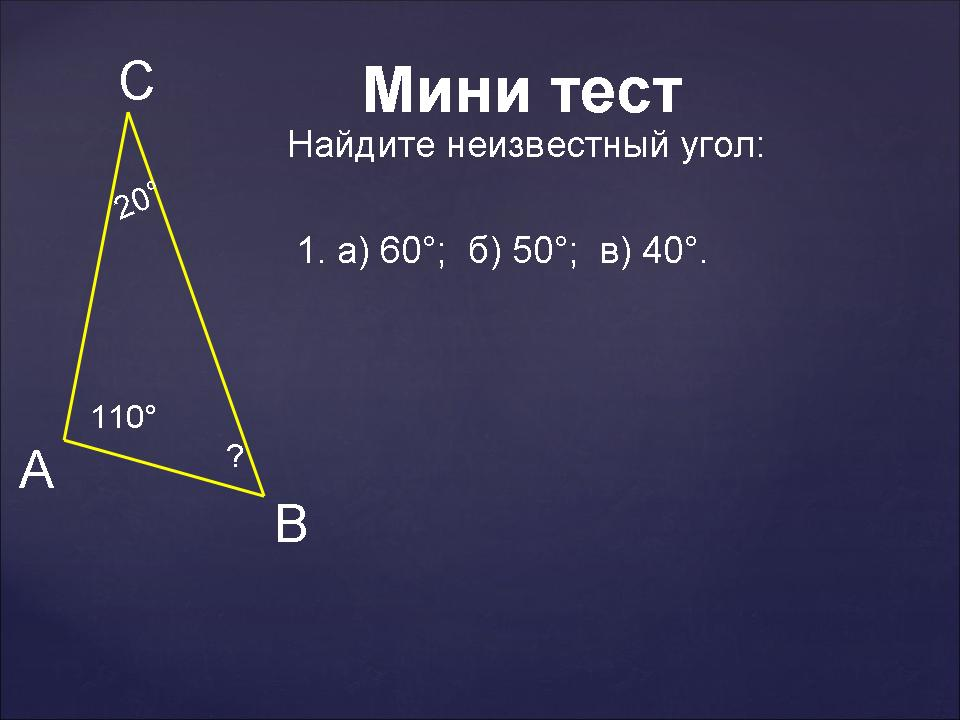 C
Мини тест
Найдите неизвестный угол:
20°
1. а) 60°; б) 50°; в) 40°.
110°
?
A
B